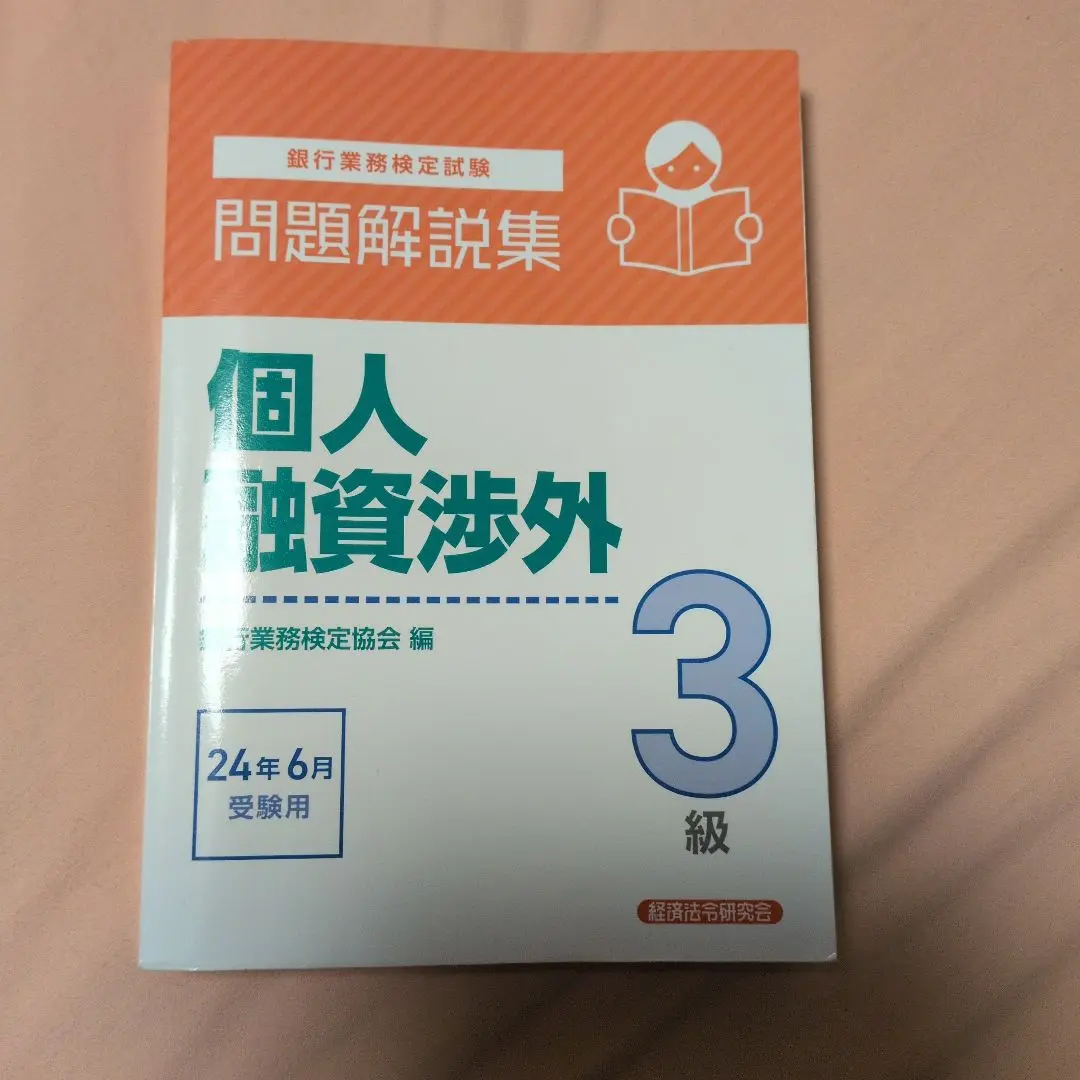 銀行業務検定試験
問題解説集
個人
融資渉外
銀行業務検定協会 編
3
級
24年6月
受験用
経済法令研究会